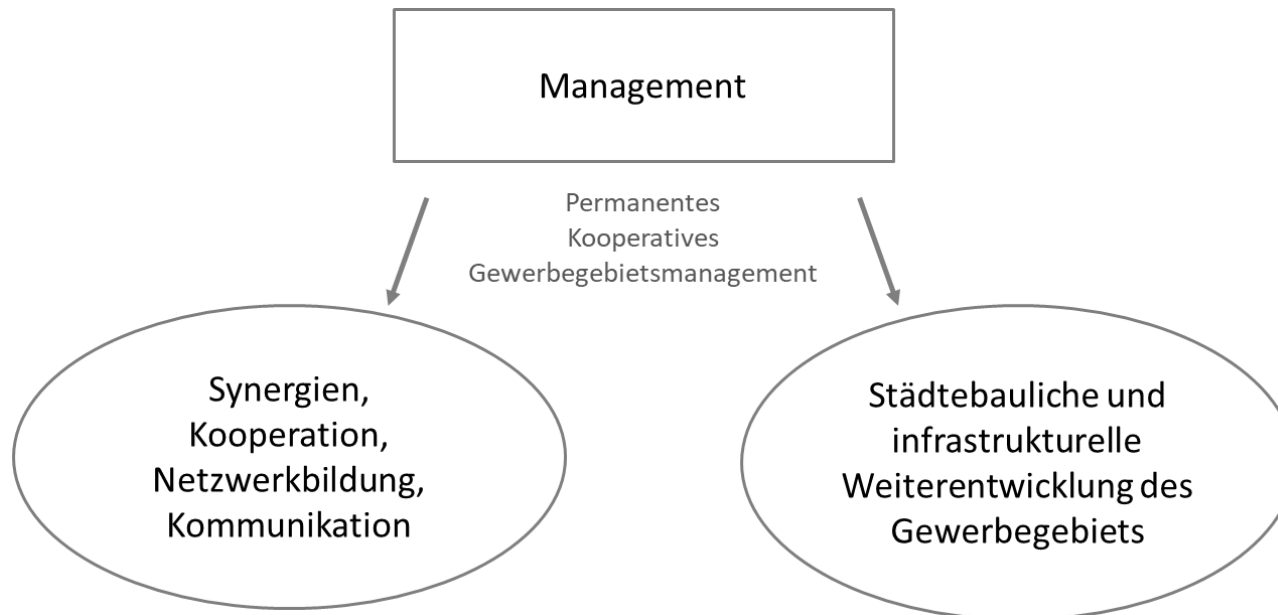 Management
Permanentes
Kooperatives
Gewerbegebietsmanagement
Synergien,
Kooperation,
Netzwerkbildung,
Kommunikation
Städtebauliche und
infrastrukturelle
Weiterentwicklung des
Gewerbegebiets